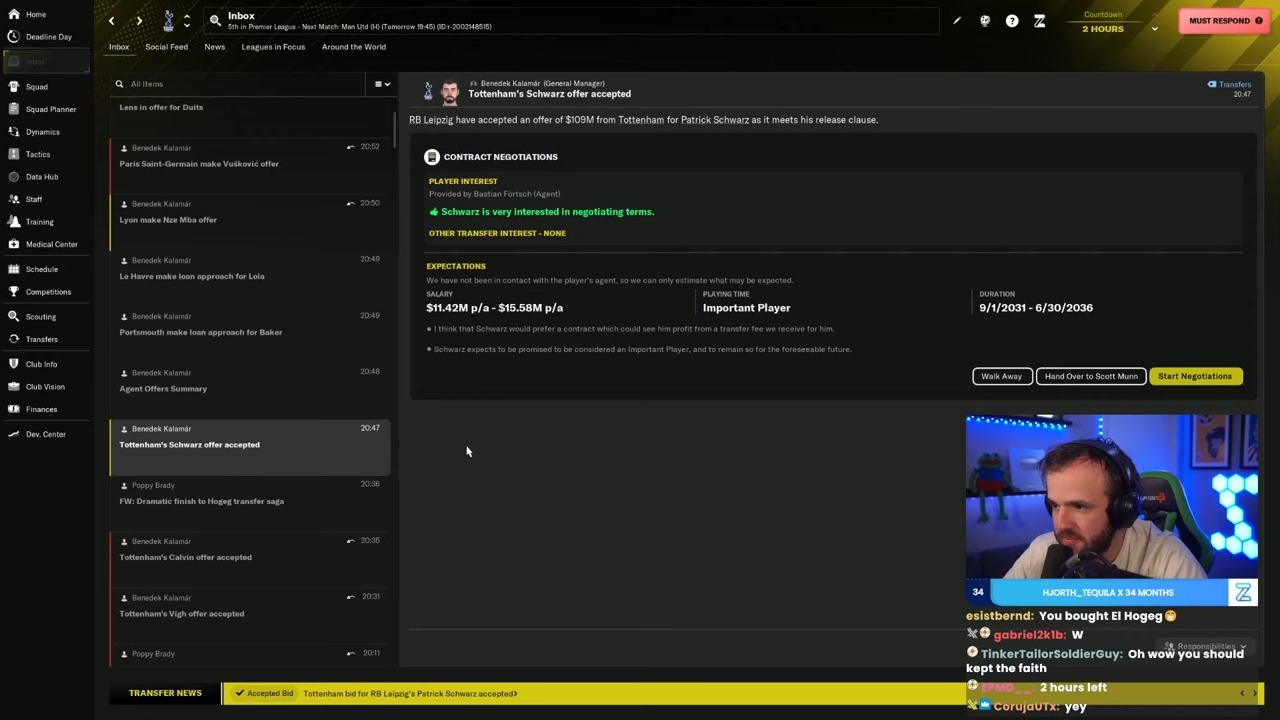 Home
Deadline Day
Inbox
Squad
Squad Planner
Dynamics
Tactics
Data Hub
Staff
Training
Medical Center
Schedule
Competitions
Scouting
Transfers
Club Info
Club Vision
Finances
Dev. Center
Inbox
5th in Premier League - Next Match: Man Utd (H) (Tomorrow 19:45) (ID:r-2002148515)
Countdown
2 HOURS
MUST RESPOND
Inbox Social Feed News Leagues in Focus Around the World
All Items
Lens in offer for Duits
Benedek Kalamár 20:52
Paris Saint-Germain make Vušković offer
Benedek Kalamár 20:50
Lyon make Nze Mba offer
Benedek Kalamár 20:49
Le Havre make loan approach for Loia
Benedek Kalamár 20:49
Portsmouth make loan approach for Baker
Benedek Kalamár 20:48
Agent Offers Summary
Benedek Kalamár 20:47
Tottenham's Schwarz offer accepted
Poppy Brady 20:36
FW: Dramatic finish to Hogeg transfer saga
Benedek Kalamár 20:35
Tottenham's Calvin offer accepted
Benedek Kalamár 20:31
Tottenham's Vigh offer accepted
Poppy Brady 20:11
Benedek Kalamár (General Manager)
Tottenham's Schwarz offer accepted
Transfers
20:47
RB Leipzig have accepted an offer of $109M from Tottenham for Patrick Schwarz as it meets his release clause.
CONTRACT NEGOTIATIONS
PLAYER INTEREST
Provided by Bastian Förtsch (Agent)
Schwarz is very interested in negotiating terms.
OTHER TRANSFER INTEREST - NONE
EXPECTATIONS
We have not been in contact with the player's agent, so we can only estimate what may be expected.
SALARY PLAYING TIME DURATION
$11.42M p/a - $15.58M p/a Important Player 9/1/2031 - 6/30/2036
I think that Schwarz would prefer a contract which could see him profit from a transfer fee we receive for him.
Schwarz expects to be promised to be considered an Important Player, and to remain so for the foreseeable future.
Walk Away Hand Over to Scott Munn Start Negotiations
34 HJORTH_TEQUILA X 34 MONTHS
esistbernd: You bought El Hogeg
gabriel2k1b: W
Responsibilities
TinkerTailorSoldierGuy: Oh wow you should
kept the faith
EPMD__: 2 hours left
CorujaUTx: yey
TRANSFER NEWS
Accepted Bid Tottenham bid for RB Leipzig's Patrick Schwarz accepted>